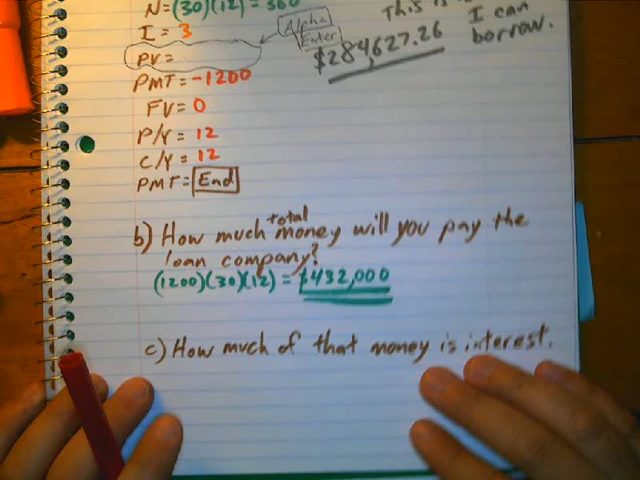 N=(30)(12) = 360
I = 3
Alpha
Enter
This is
I can
borrow.
$284,627.26
PV=
PMT=-1200
FV= 0
P/Y= 12
C/Y= 12
PMT= End
b) How much total money will you pay the
loan company?
(1200)(30)(12) = $432,000
c) How much of that money is interest.